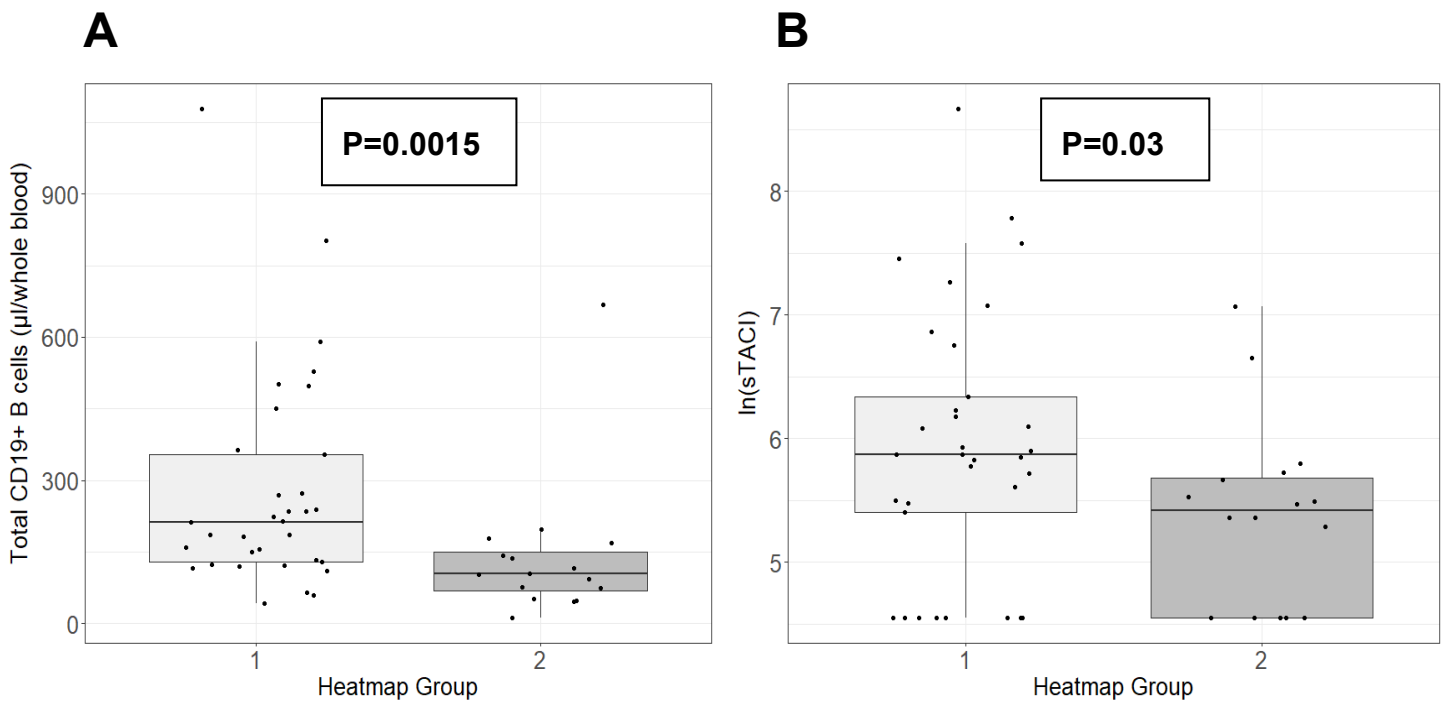 A
P=0.0015
Total CD19+ B cells (µl/whole blood)
900
600
300
0
1
2
Heatmap Group
B
P=0.03
ln(sTACI)
8
7
6
5
1
2
Heatmap Group